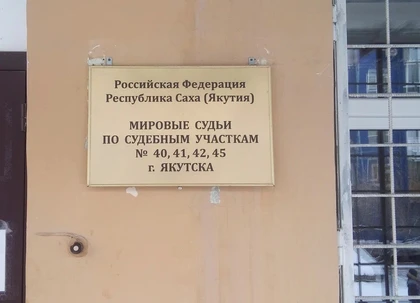 Российская Федерация
Республика Саха (Якутия)
МИРОВЫЕ СУДЬИ
ПО СУДЕБНЫМ УЧАСТКАМ
№ 40, 41, 42, 45
г. ЯКУТСКА